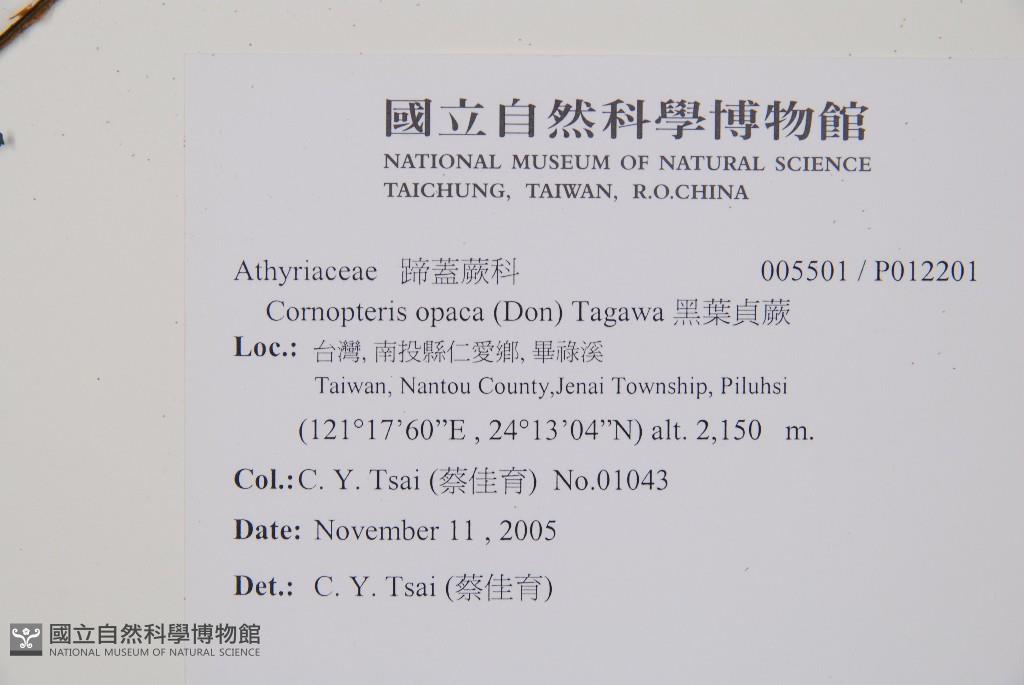 國立自然科學博物館
NATIONAL MUSEUM OF NATURAL SCIENCE
TAICHUNG, TAIWAN, R.O.CHINA
Athyriaceae 蹄蓋蕨科 005501 / P012201
Cornopteris opaca (Don) Tagawa 黑葉貞蕨
Loc.: 台灣, 南投縣仁愛鄉, 畢祿溪
Taiwan, Nantou County,Jenai Township, Piluhsi
(121°17’60”E , 24°13’04”N) alt. 2,150 m.
Col.:C. Y. Tsai (蔡佳育) No.01043
Date: November 11 , 2005
Det.: C. Y. Tsai (蔡佳育)
國立自然科學博物館
NATIONAL MUSEUM OF NATURAL SCIENCE